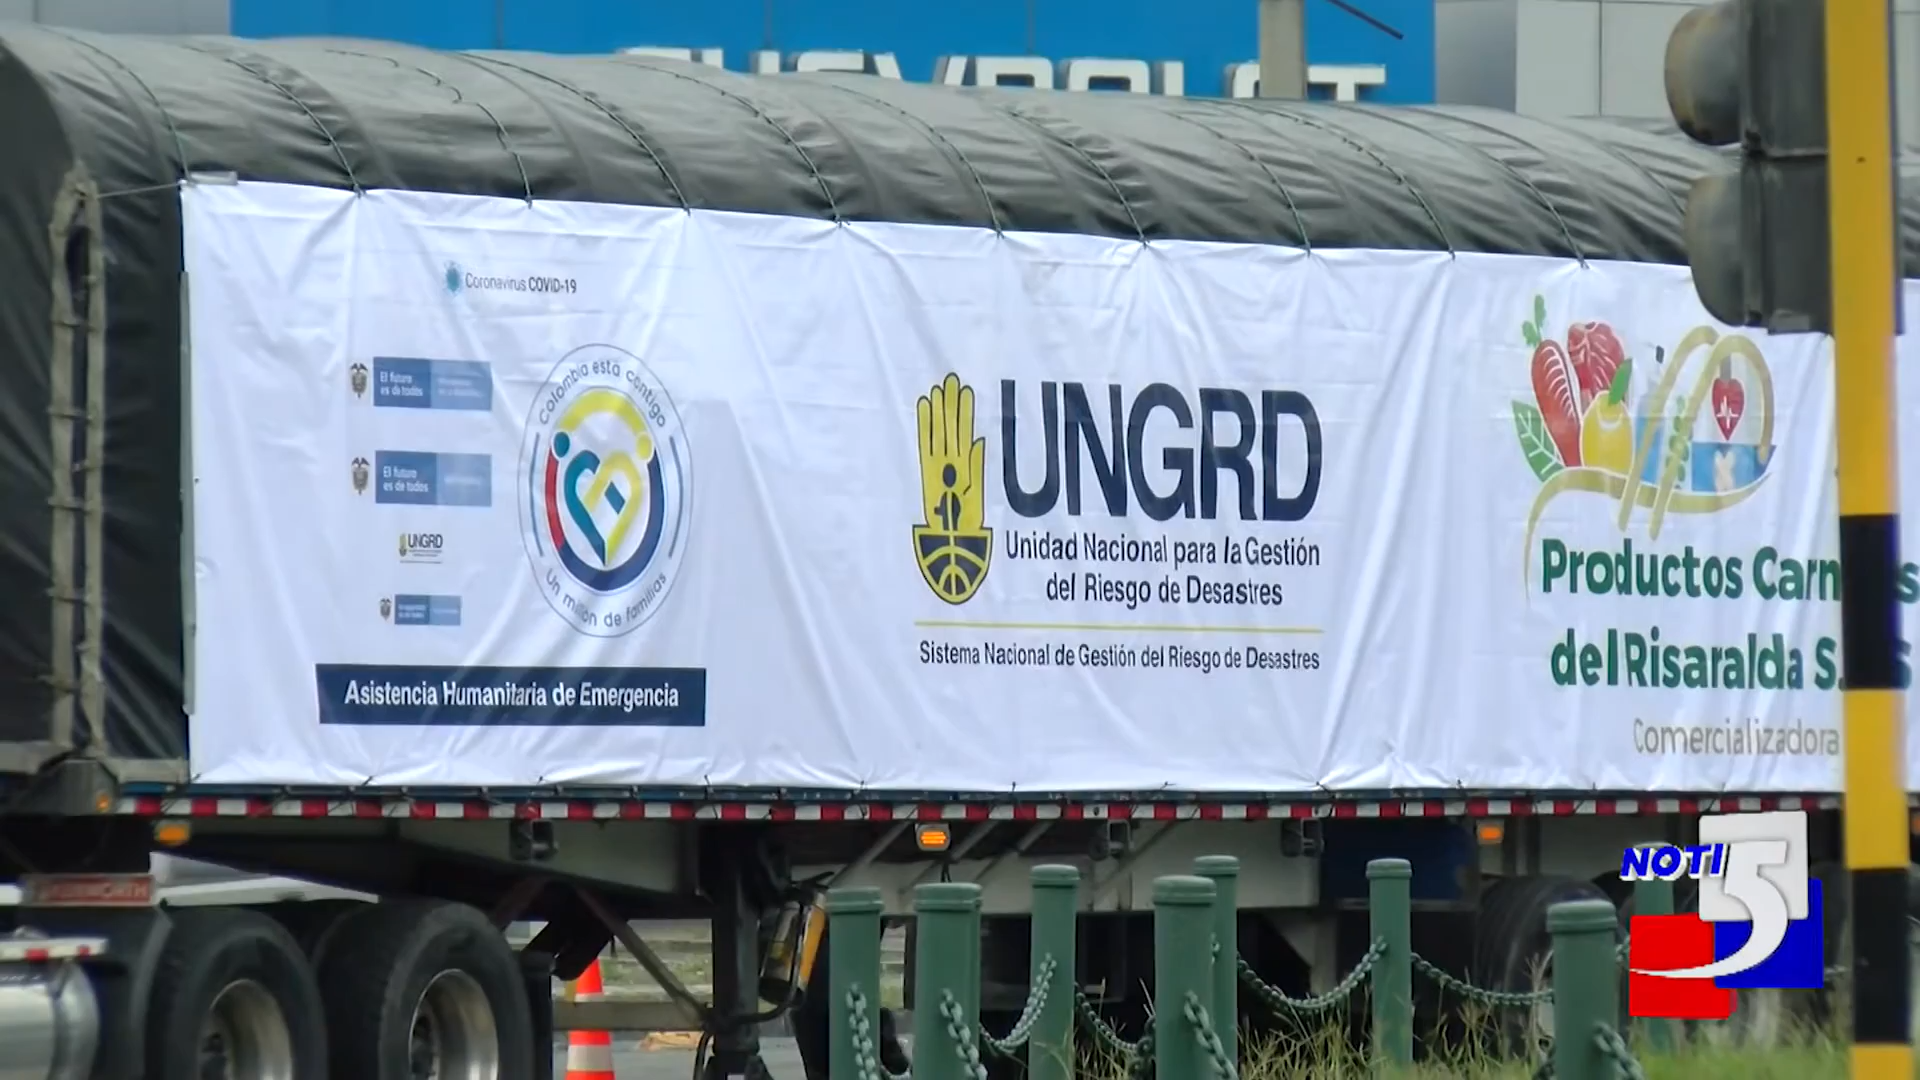 CHEVROLET
Coronavirus COVID-19
El futuro
es de todos
El futuro
es de todos
UNGRD
Colombia está contigo
Un millón de familias
Asistencia Humanitaria de Emergencia
UNGRD
Unidad Nacional para la Gestión
del Riesgo de Desastres
Sistema Nacional de Gestión del Riesgo de Desastres
Productos Carn s
del Risaralda S. S
Comercializadora
KENWORTH
NOTI 5